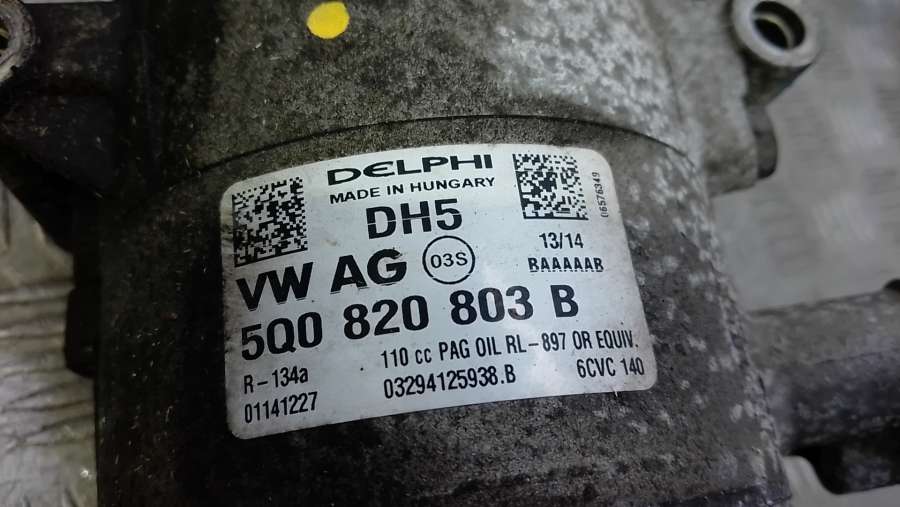 DELPHI
MADE IN HUNGARY
DH5
06576349
13/14
BAAAAAB
VW AG 03S
5Q0 820 803 B
R-134a 110 cc PAG OIL RL-897 OR EQUIV.
01141227 03294125938.B 6CVC 140